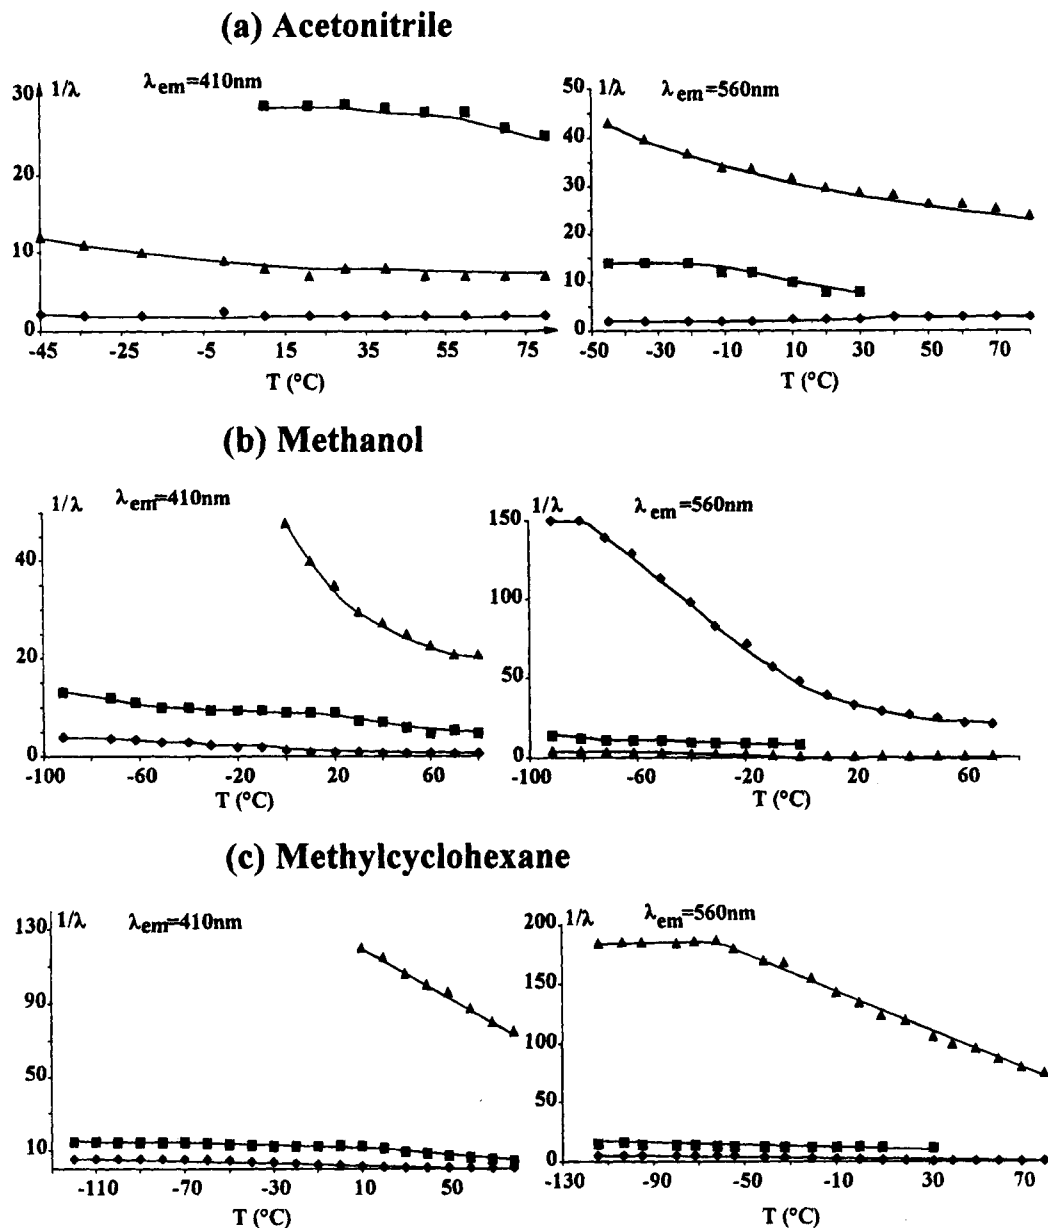 (a) Acetonitrile
1/λ λem=410nm
30
20
10
0
-45 -25 -5 15 35 55 75
T (°C)
1/λ λem=560nm
50
40
30
20
10
0
-50 -30 -10 10 30 50 70
T (°C)
(b) Methanol
1/λ λem=410nm
40
20
0
-100 -60 -20 20 60
T (°C)
1/λ λem=560nm
150
100
50
0
-100 -60 -20 20 60
T (°C)
(c) Methylcyclohexane
1/λ λem=410nm
130
90
50
10
-110 -70 -30 10 50
T (°C)
1/λ λem=560nm
200
150
100
50
0
-130 -90 -50 -10 30 70
T (°C)